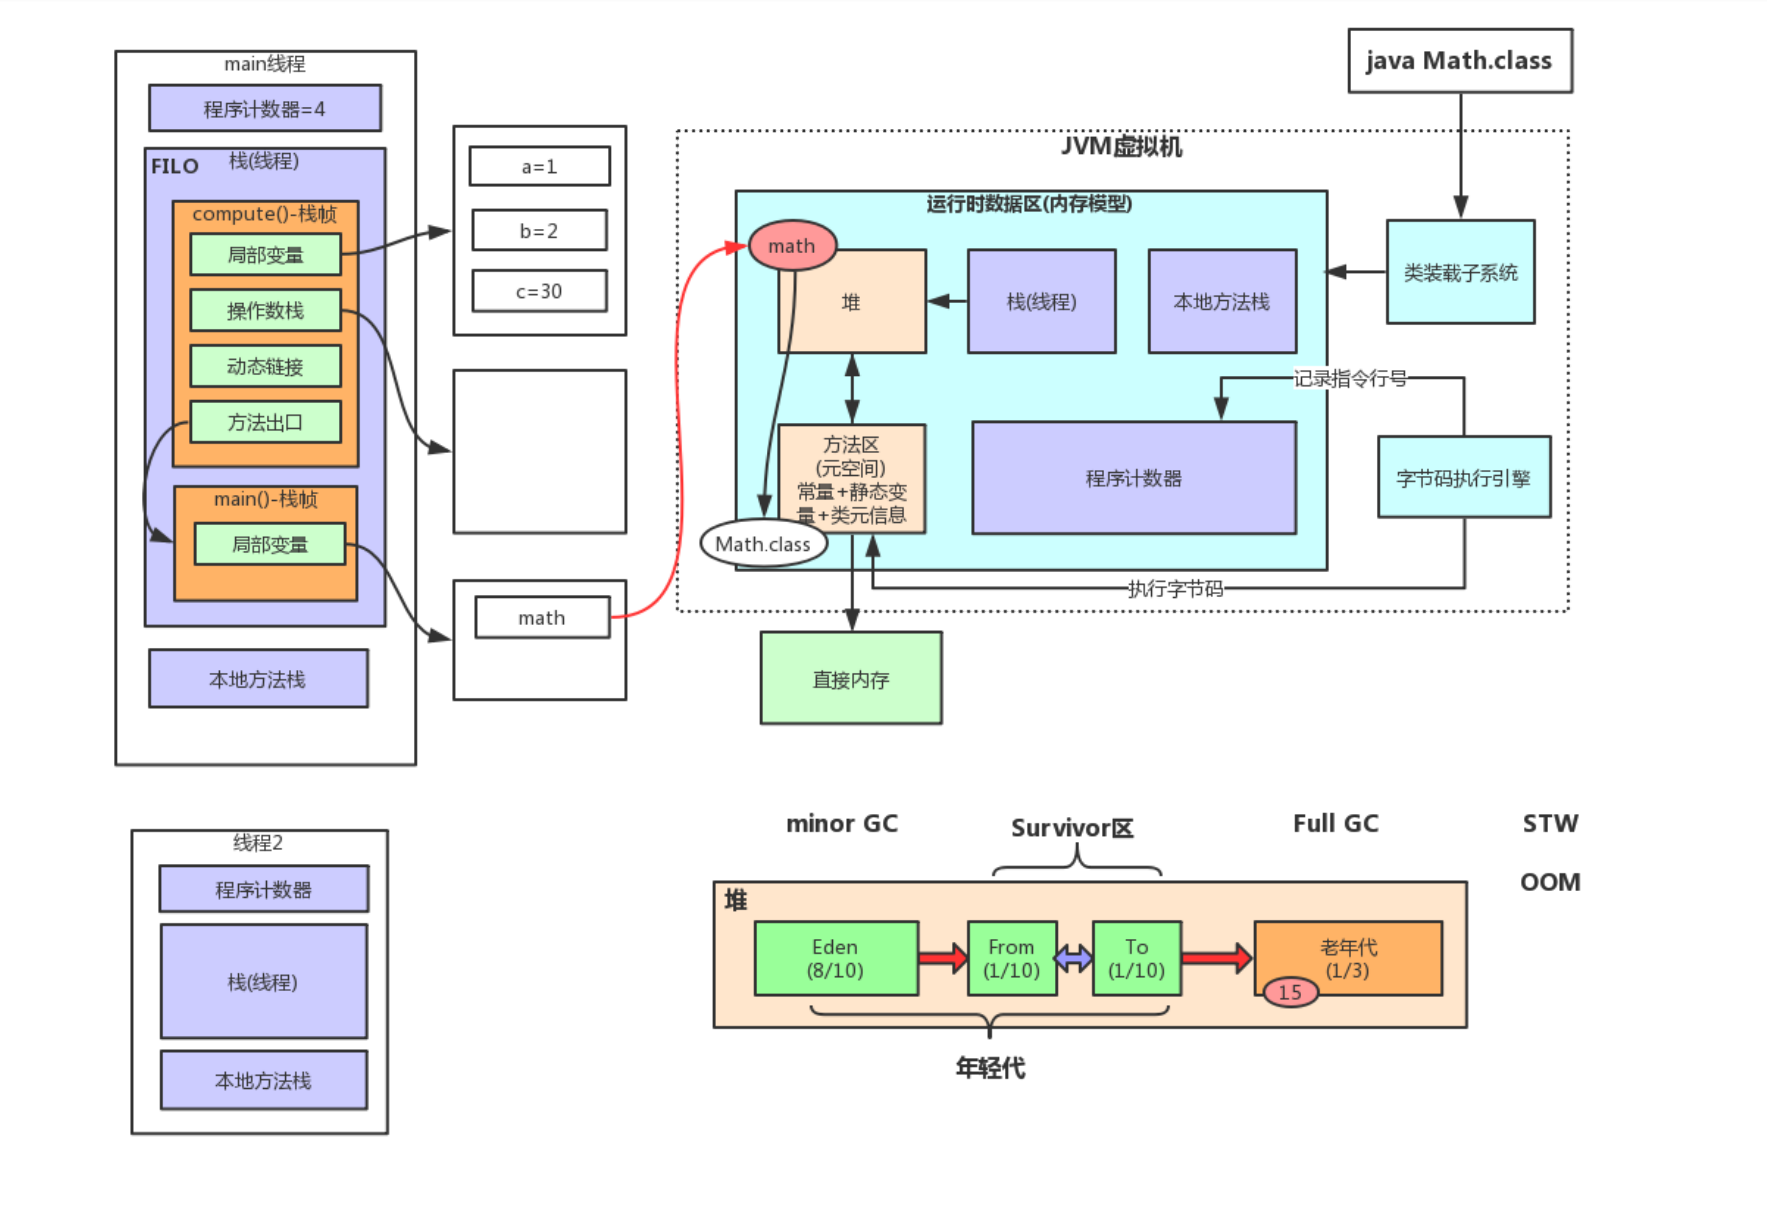 main线程
程序计数器=4
FILO
栈(线程)
compute()-栈帧
局部变量
操作数栈
动态链接
方法出口
main()-栈帧
局部变量
本地方法栈
a=1
b=2
c=30
math
java Math.class
JVM虚拟机
运行时数据区(内存模型)
math
堆
栈(线程)
本地方法栈
类装载子系统
记录指令行号
方法区
(元空间)
常量+静态变
量+类元信息
程序计数器
字节码执行引擎
Math.class
执行字节码
直接内存
线程2
程序计数器
栈(线程)
本地方法栈
minor GC
Survivor区
Full GC
STW
OOM
堆
Eden
(8/10)
From
(1/10)
To
(1/10)
老年代
(1/3)
15
年轻代